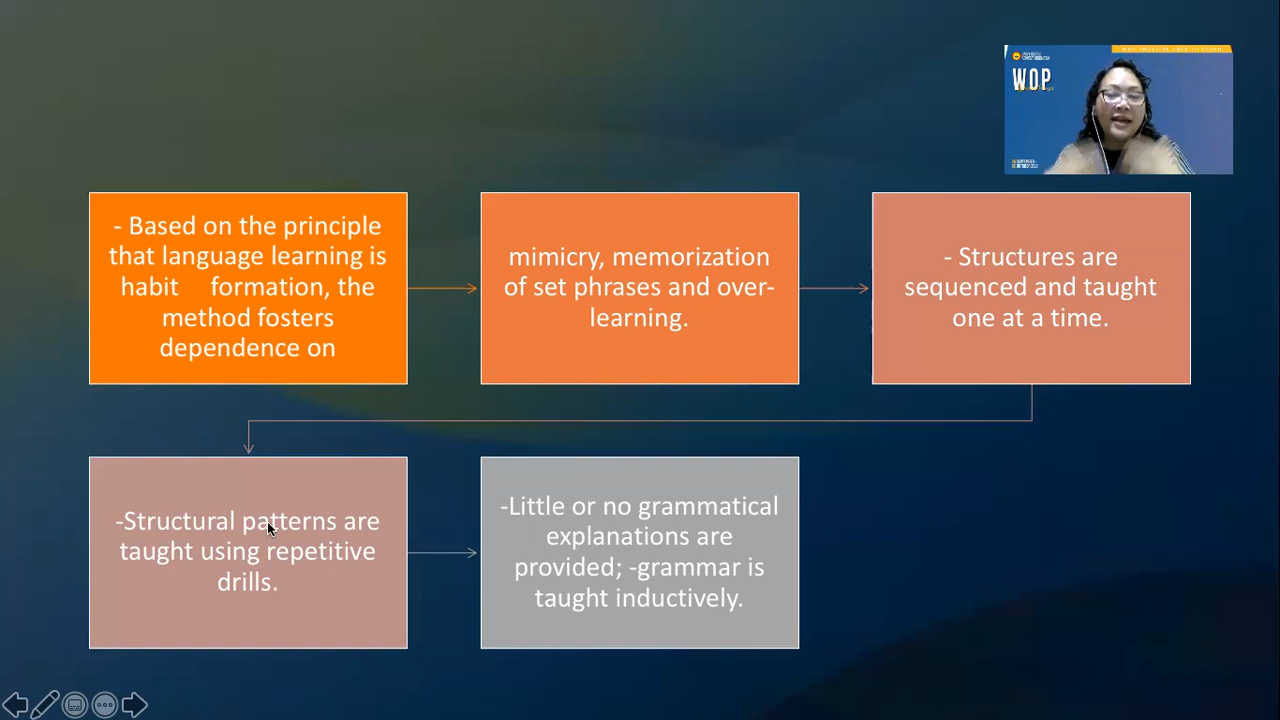 WOP
- Based on the principle
that language learning is
habit formation, the
method fosters
dependence on
mimicry, memorization
of set phrases and over-
learning.
- Structures are
sequenced and taught
one at a time.
-Structural patterns are
taught using repetitive
drills.
-Little or no grammatical
explanations are
provided; -grammar is
taught inductively.